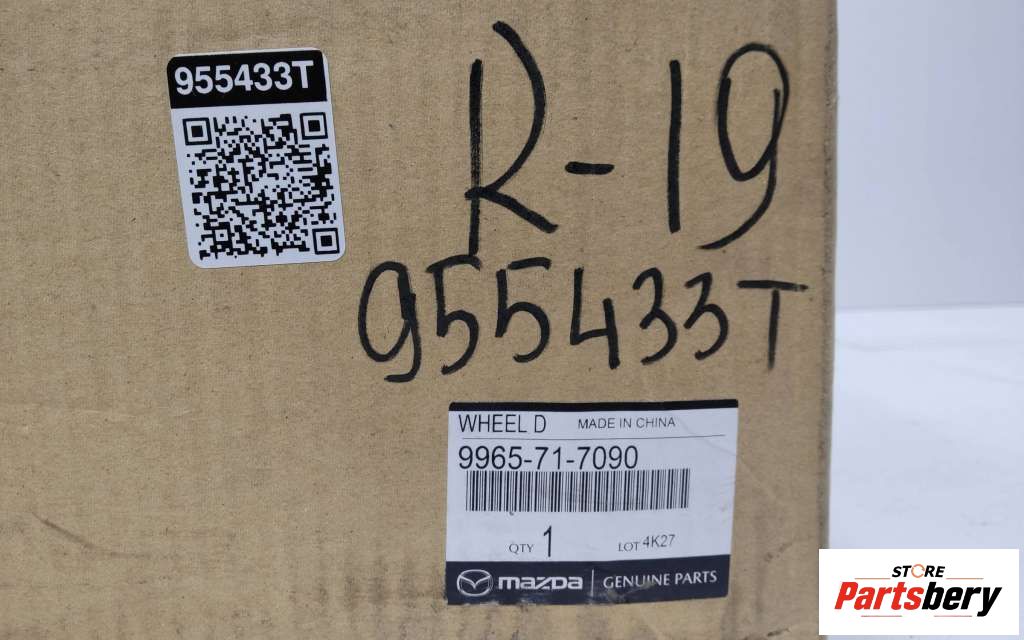 955433T
R-19
955433T
WHEEL D MADE IN CHINA
9965-71-7090
QTY 1 LOT 4K27
mazda GENUINE PARTS
STORE
Partsbery